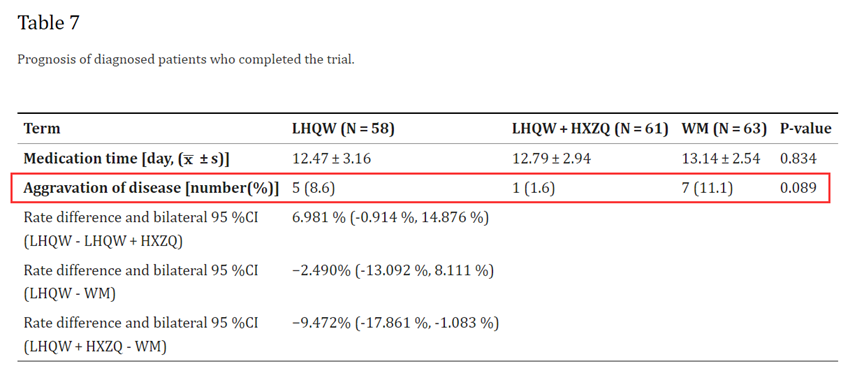 Table 7
Prognosis of diagnosed patients who completed the trial.
Term LHQW (N = 58) LHQW + HXZQ (N = 61) WM (N = 63) P-value
Medication time [day, (x̅ ± s)] 12.47 ± 3.16 12.79 ± 2.94 13.14 ± 2.54 0.834
Aggravation of disease [number(%)] 5 (8.6) 1 (1.6) 7 (11.1) 0.089
Rate difference and bilateral 95 %CI 6.981 % (-0.914 %, 14.876 %)
(LHQW - LHQW + HXZQ)
Rate difference and bilateral 95 %CI −2.490% (-13.092 %, 8.111 %)
(LHQW - WM)
Rate difference and bilateral 95 %CI −9.472% (-17.861 %, -1.083 %)
(LHQW + HXZQ - WM)